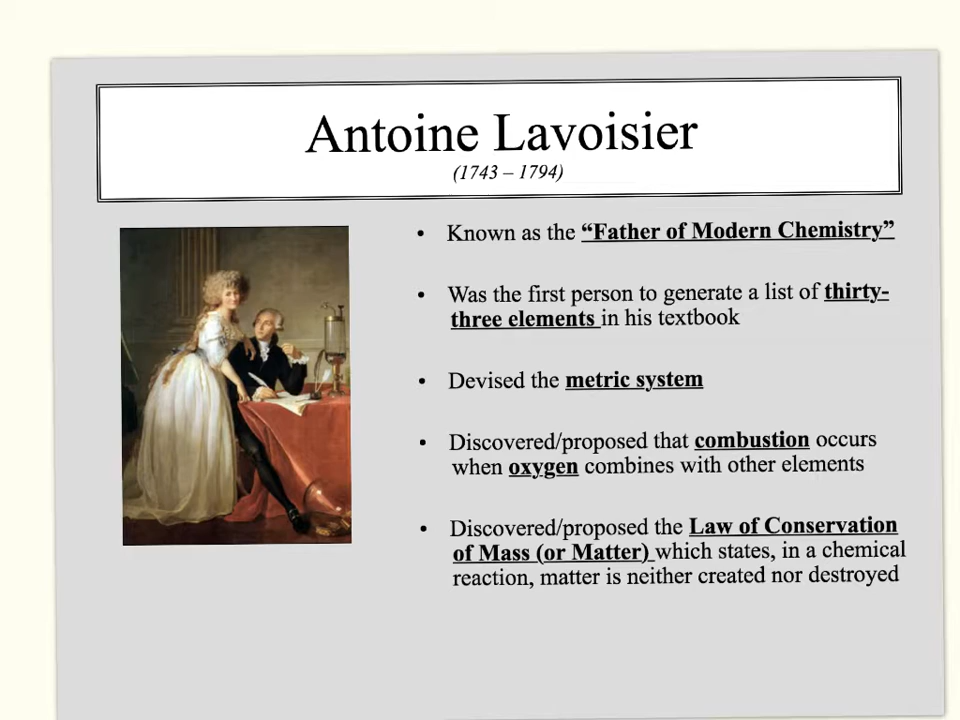 Antoine Lavoisier
(1743 – 1794)
• Known as the “Father of Modern Chemistry”
• Was the first person to generate a list of thirty-
three elements in his textbook
• Devised the metric system
• Discovered/proposed that combustion occurs
when oxygen combines with other elements
• Discovered/proposed the Law of Conservation
of Mass (or Matter) which states, in a chemical
reaction, matter is neither created nor destroyed